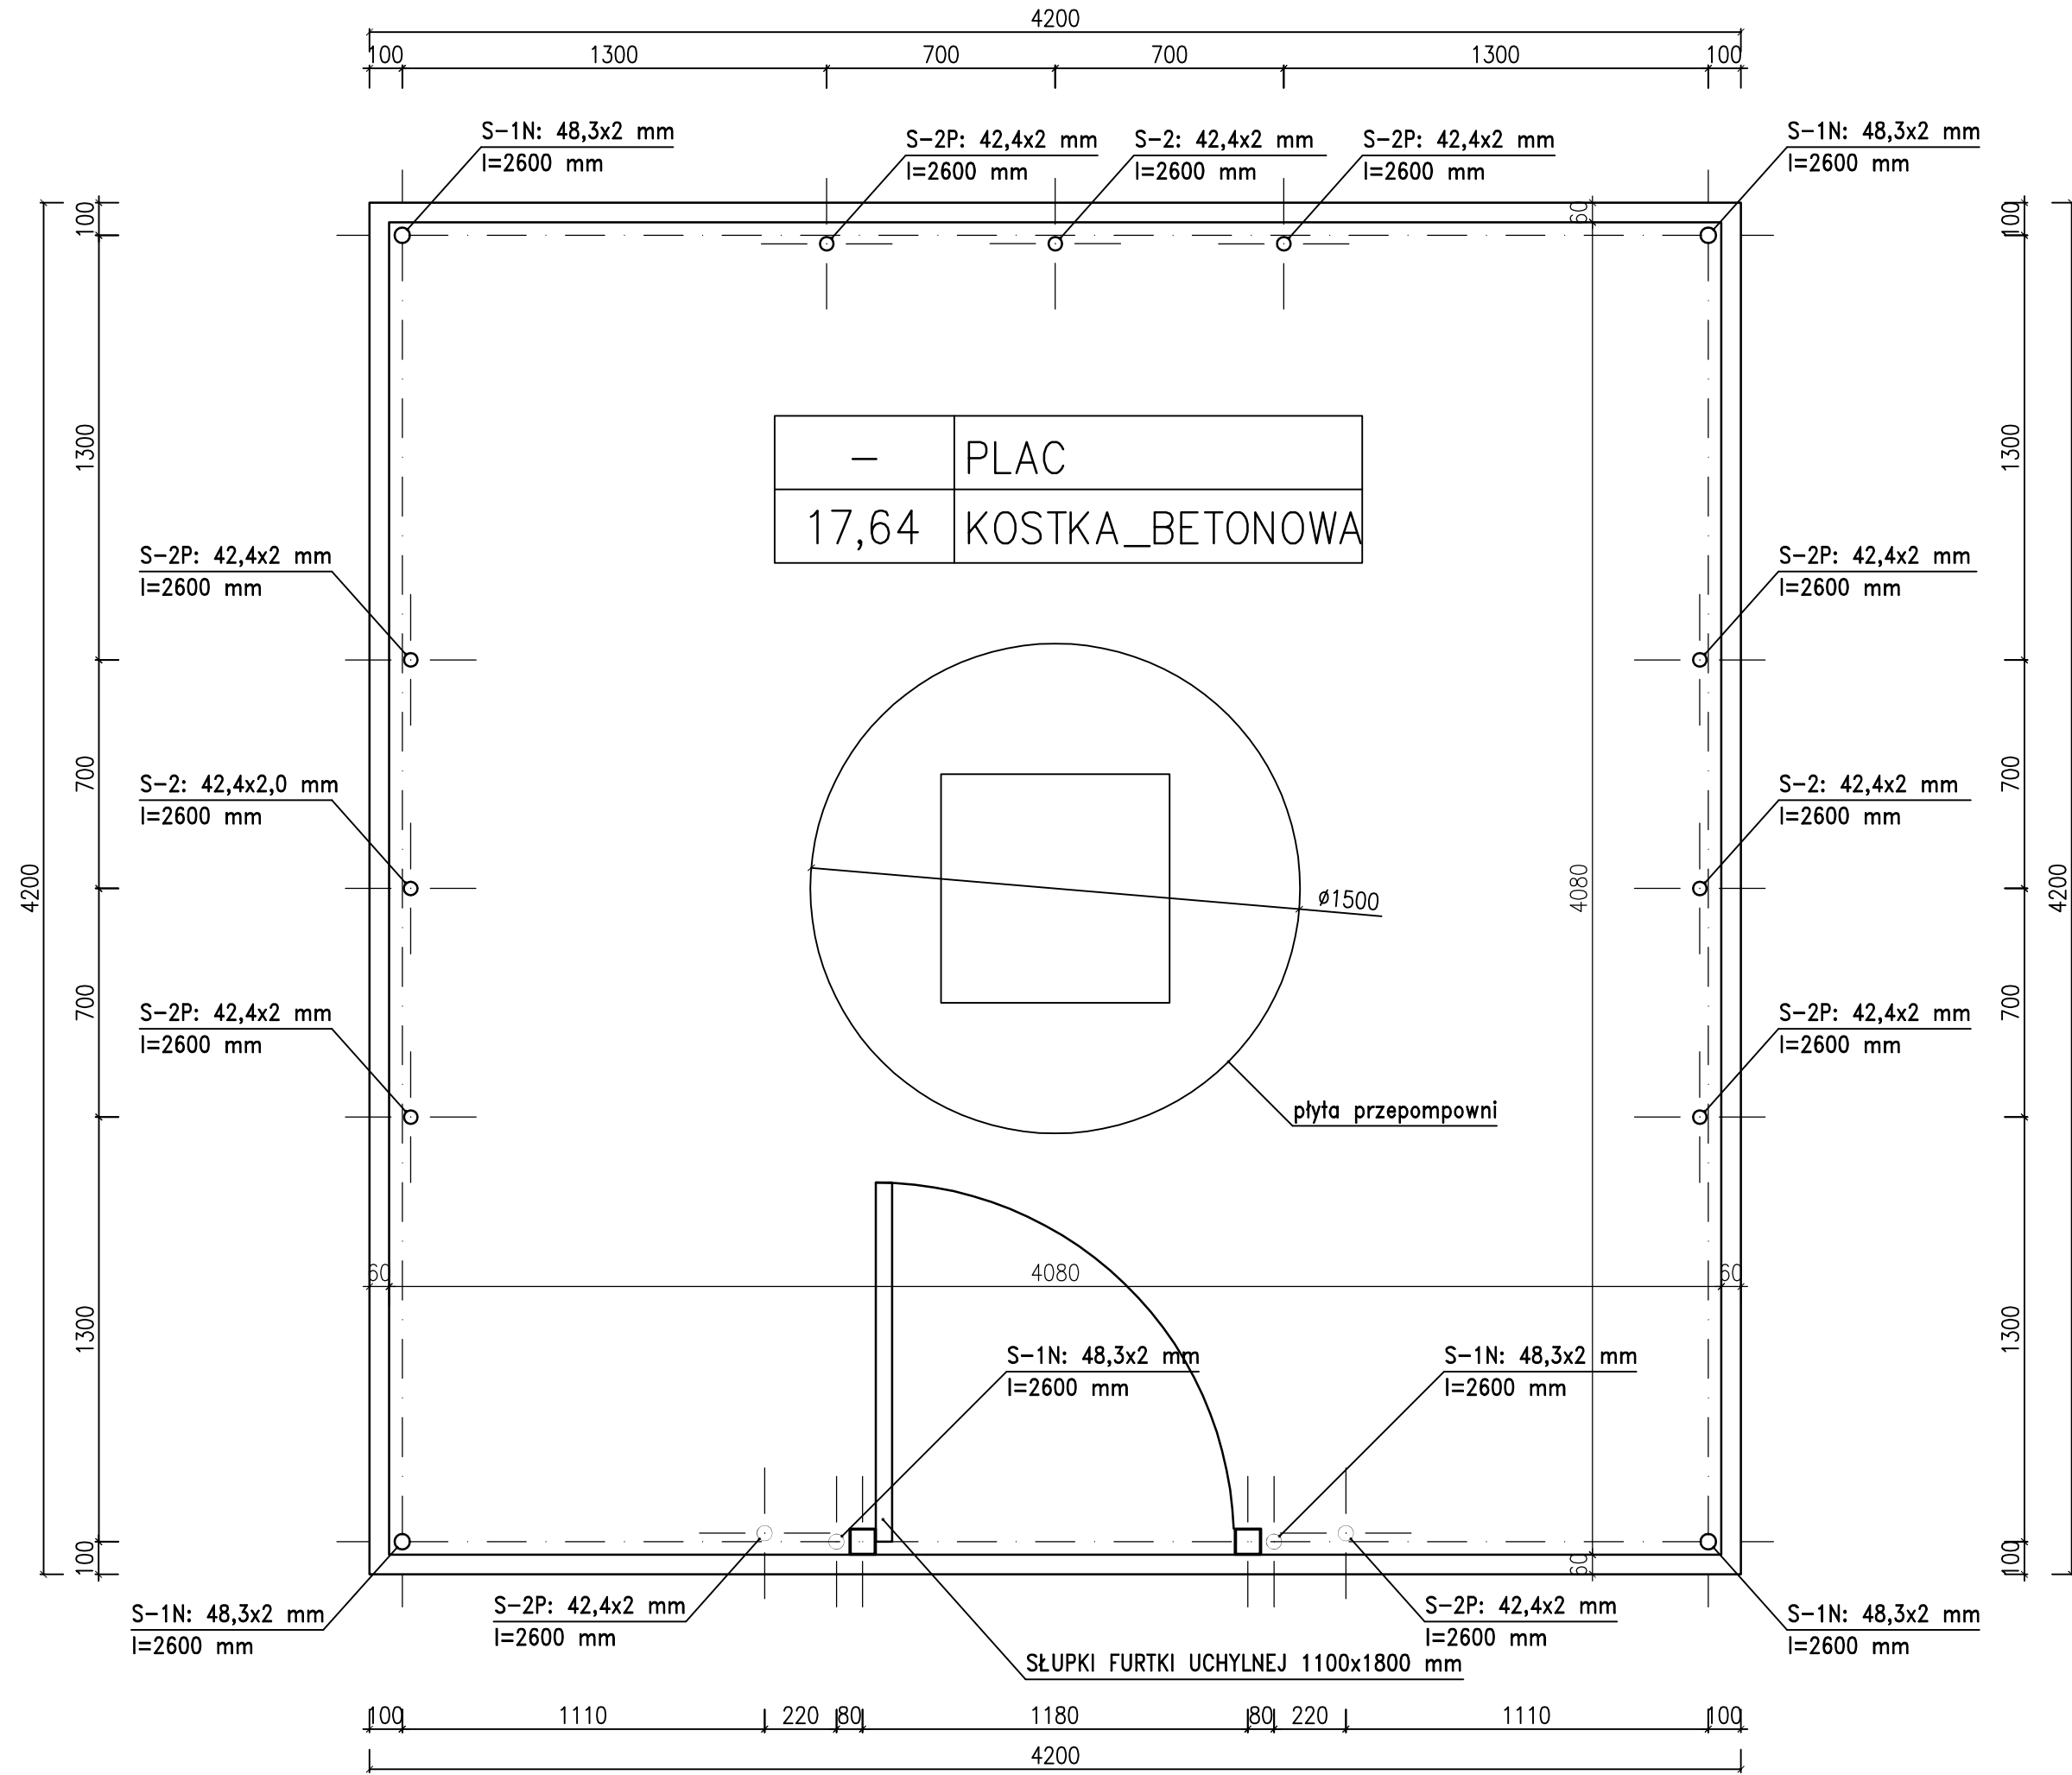 4200
100 1300 700 700 1300 100
S-1N: 48,3x2 mm
l=2600 mm
S-2P: 42,4x2 mm
l=2600 mm
S-2: 42,4x2 mm
l=2600 mm
S-2P: 42,4x2 mm
l=2600 mm
S-1N: 48,3x2 mm
l=2600 mm
100
1300
700
700
1300
100
4200
60
4080
60
100
1300
700
700
1300
100
4200
– PLAC
17,64 KOSTKA_BETONOWA
S-2P: 42,4x2 mm
l=2600 mm
S-2P: 42,4x2 mm
l=2600 mm
S-2: 42,4x2,0 mm
l=2600 mm
S-2: 42,4x2 mm
l=2600 mm
ø1500
S-2P: 42,4x2 mm
l=2600 mm
S-2P: 42,4x2 mm
l=2600 mm
płyta przepompowni
60 4080 60
S-1N: 48,3x2 mm
l=2600 mm
S-1N: 48,3x2 mm
l=2600 mm
S-1N: 48,3x2 mm
l=2600 mm
S-2P: 42,4x2 mm
l=2600 mm
S-2P: 42,4x2 mm
l=2600 mm
S-1N: 48,3x2 mm
l=2600 mm
SŁUPKI FURTKI UCHYLNEJ 1100x1800 mm
100 1110 220 80 1180 80 220 1110 100
4200